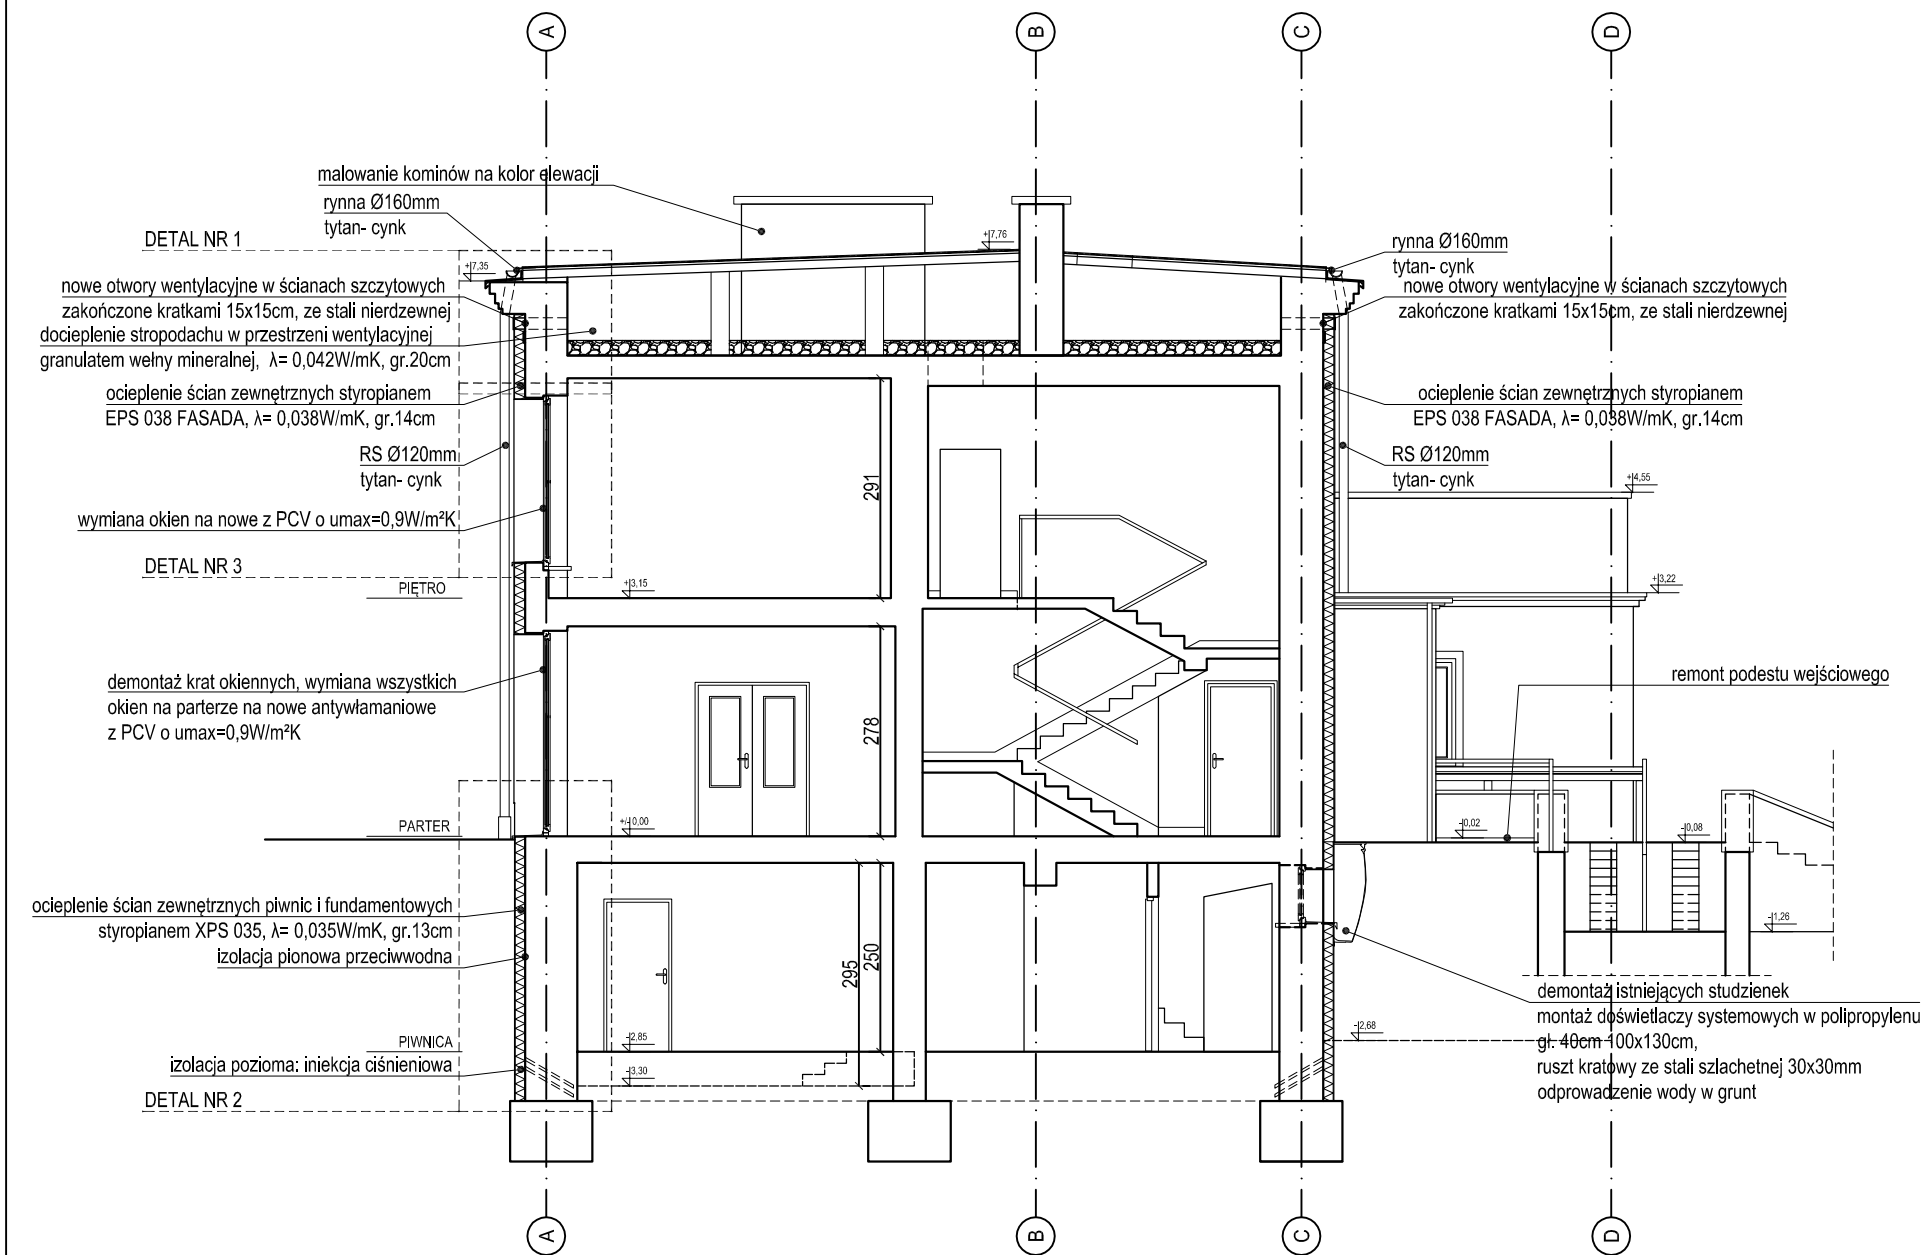 A
B
C
D
malowanie kominów na kolor elewacji
rynna Ø160mm
tytan- cynk
DETAL NR 1
+7,35
+7,76
rynna Ø160mm
tytan- cynk
nowe otwory wentylacyjne w ścianach szczytowych
zakończone kratkami 15x15cm, ze stali nierdzewnej
nowe otwory wentylacyjne w ścianach szczytowych
zakończone kratkami 15x15cm, ze stali nierdzewnej
docieplenie stropodachu w przestrzeni wentylacyjnej
granulatem wełny mineralnej, λ= 0,042W/mK, gr.20cm
ocieplenie ścian zewnętrznych styropianem
EPS 038 FASADA, λ= 0,038W/mK, gr.14cm
ocieplenie ścian zewnętrznych styropianem
EPS 038 FASADA, λ= 0,038W/mK, gr.14cm
RS Ø120mm
tytan- cynk
RS Ø120mm
tytan- cynk
291
+4,55
wymiana okien na nowe z PCV o umax=0,9W/m²K
DETAL NR 3
PIĘTRO
+3,15
+3,22
demontaż krat okiennych, wymiana wszystkich
okien na parterze na nowe antywłamaniowe
z PCV o umax=0,9W/m²K
278
remont podestu wejściowego
PARTER
+/-0,00
-0,02
-0,08
ocieplenie ścian zewnętrznych piwnic i fundamentowych
styropianem XPS 035, λ= 0,035W/mK, gr.13cm
izolacja pionowa przeciwwodna
295
250
-1,26
demontaż istniejących studzienek
montaż doświetlaczy systemowych w polipropylenu
gł. 40cm 100x130cm,
ruszt kratowy ze stali szlachetnej 30x30mm
odprowadzenie wody w grunt
-2,68
PIWNICA
-2,85
izolacja pozioma: iniekcja ciśnieniowa
-3,30
DETAL NR 2
A
B
C
D